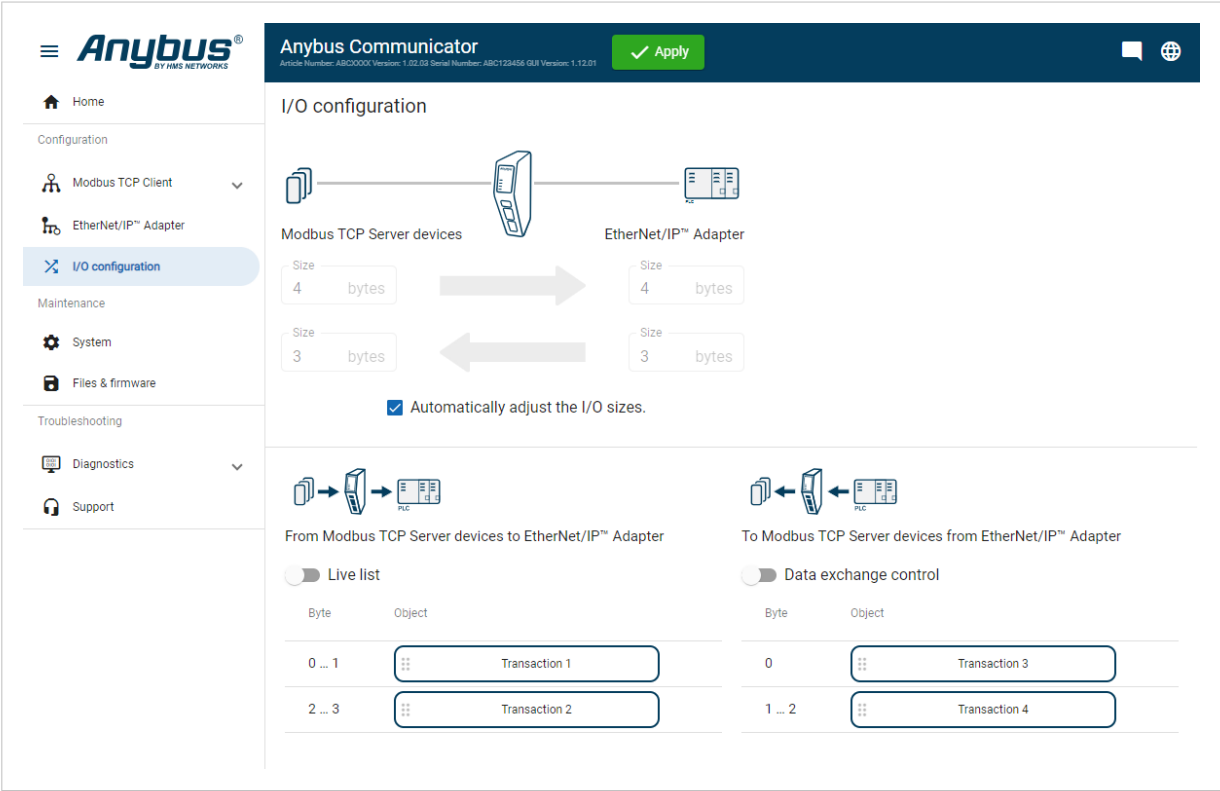 Anybus®
BY HMS NETWORKS
Anybus Communicator
Article Number: ABCXXXX Version: 1.02.03 Serial Number: ABC123456 GUI Version: 1.12.01
Apply
Home
Configuration
Modbus TCP Client
EtherNet/IP™ Adapter
I/O configuration
Maintenance
System
Files & firmware
Troubleshooting
Diagnostics
Support
I/O configuration
PLC
Modbus TCP Server devices
EtherNet/IP™ Adapter
Size
4 bytes
Size
4 bytes
Size
3 bytes
Size
3 bytes
Automatically adjust the I/O sizes.
PLC
From Modbus TCP Server devices to EtherNet/IP™ Adapter
Live list
Byte Object
0 ... 1 Transaction 1
2 ... 3 Transaction 2
PLC
To Modbus TCP Server devices from EtherNet/IP™ Adapter
Data exchange control
Byte Object
0 Transaction 3
1 ... 2 Transaction 4